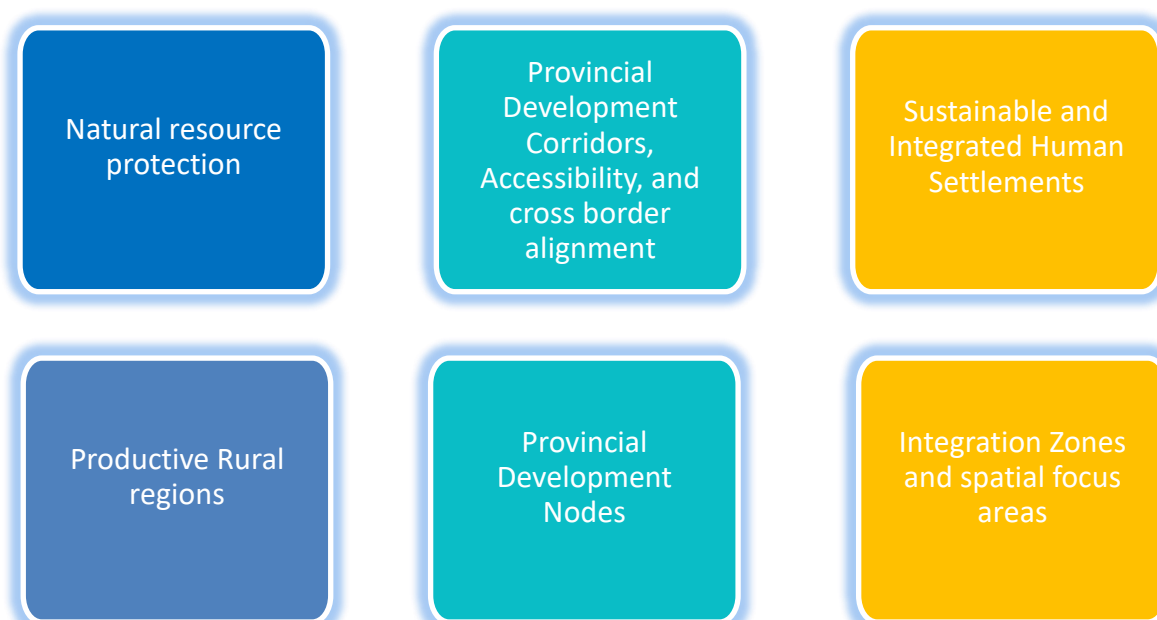 Natural resource
protection
Provincial
Development
Corridors,
Accessibility, and
cross border
alignment
Sustainable and
Integrated Human
Settlements
Productive Rural
regions
Provincial
Development
Nodes
Integration Zones
and spatial focus
areas